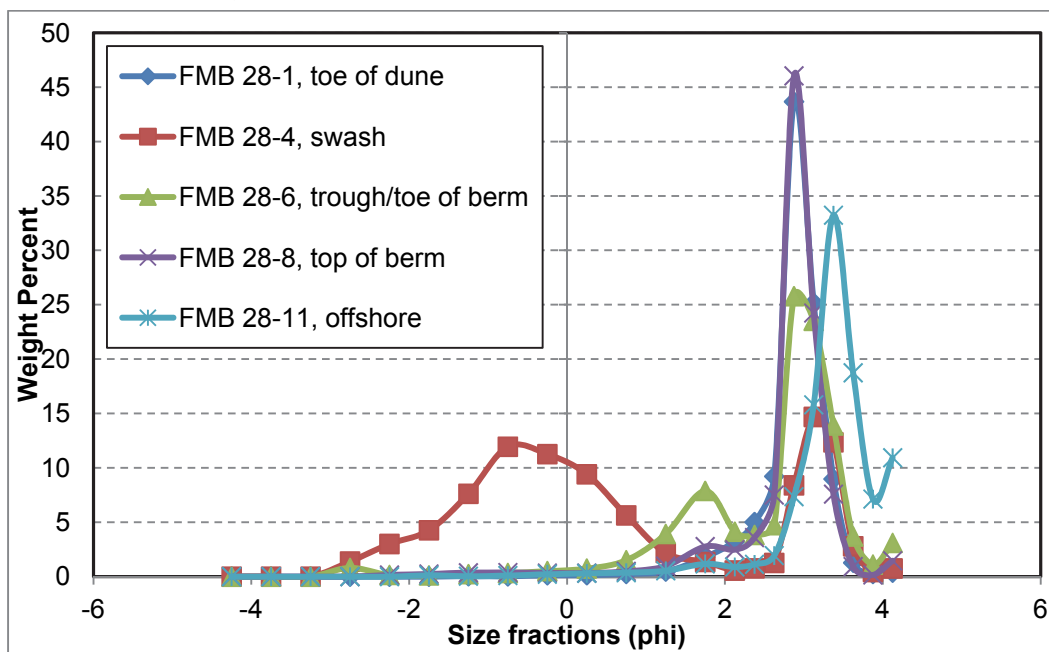 50
45
40
35
30
25
20
15
10
5
0
Weight Percent
FMB 28-1, toe of dune
FMB 28-4, swash
FMB 28-6, trough/toe of berm
FMB 28-8, top of berm
FMB 28-11, offshore
-6
-4
-2
0
2
4
6
Size fractions (phi)